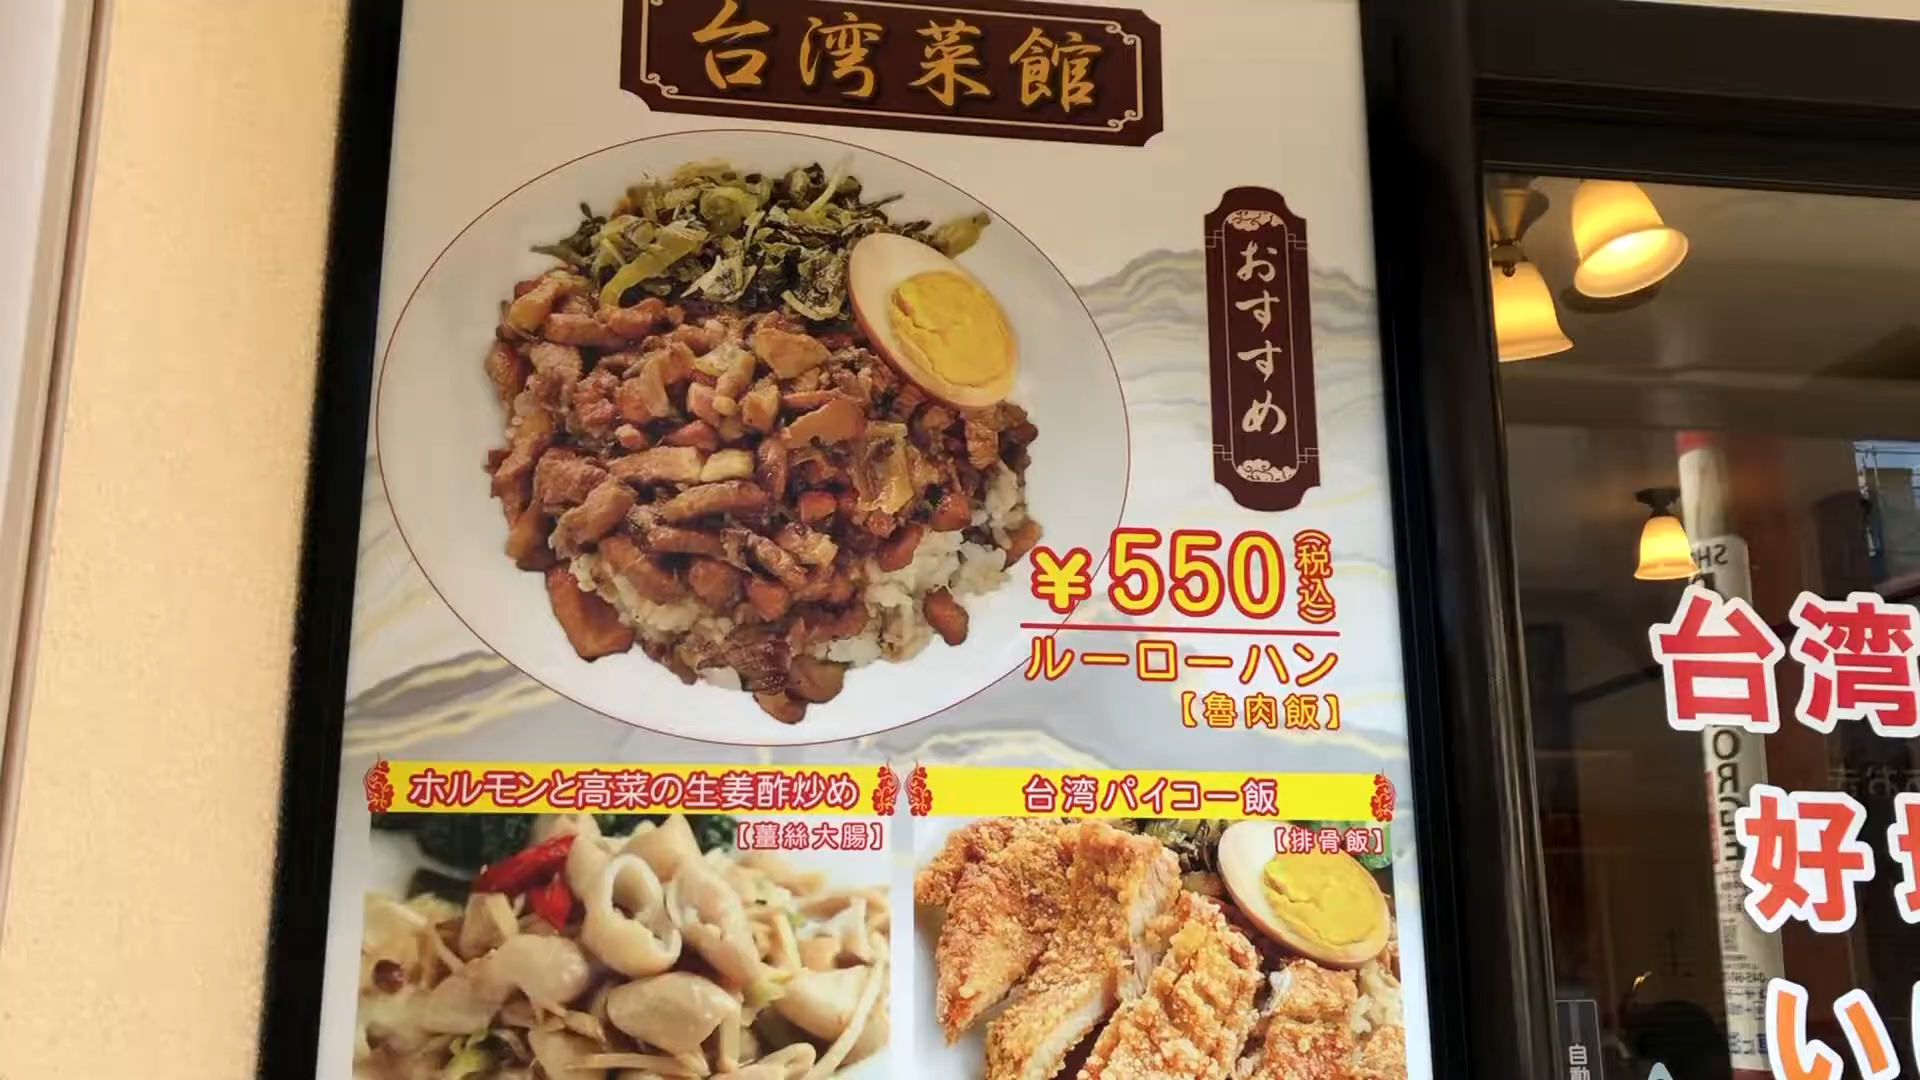 台湾菜館
おすすめ
¥550(税込)
ルーローハン
【魯肉飯】
ホルモンと高菜の生姜酢炒め
【薑絲大腸】
台湾パイコー飯
【排骨飯】
台湾
好
い
自動